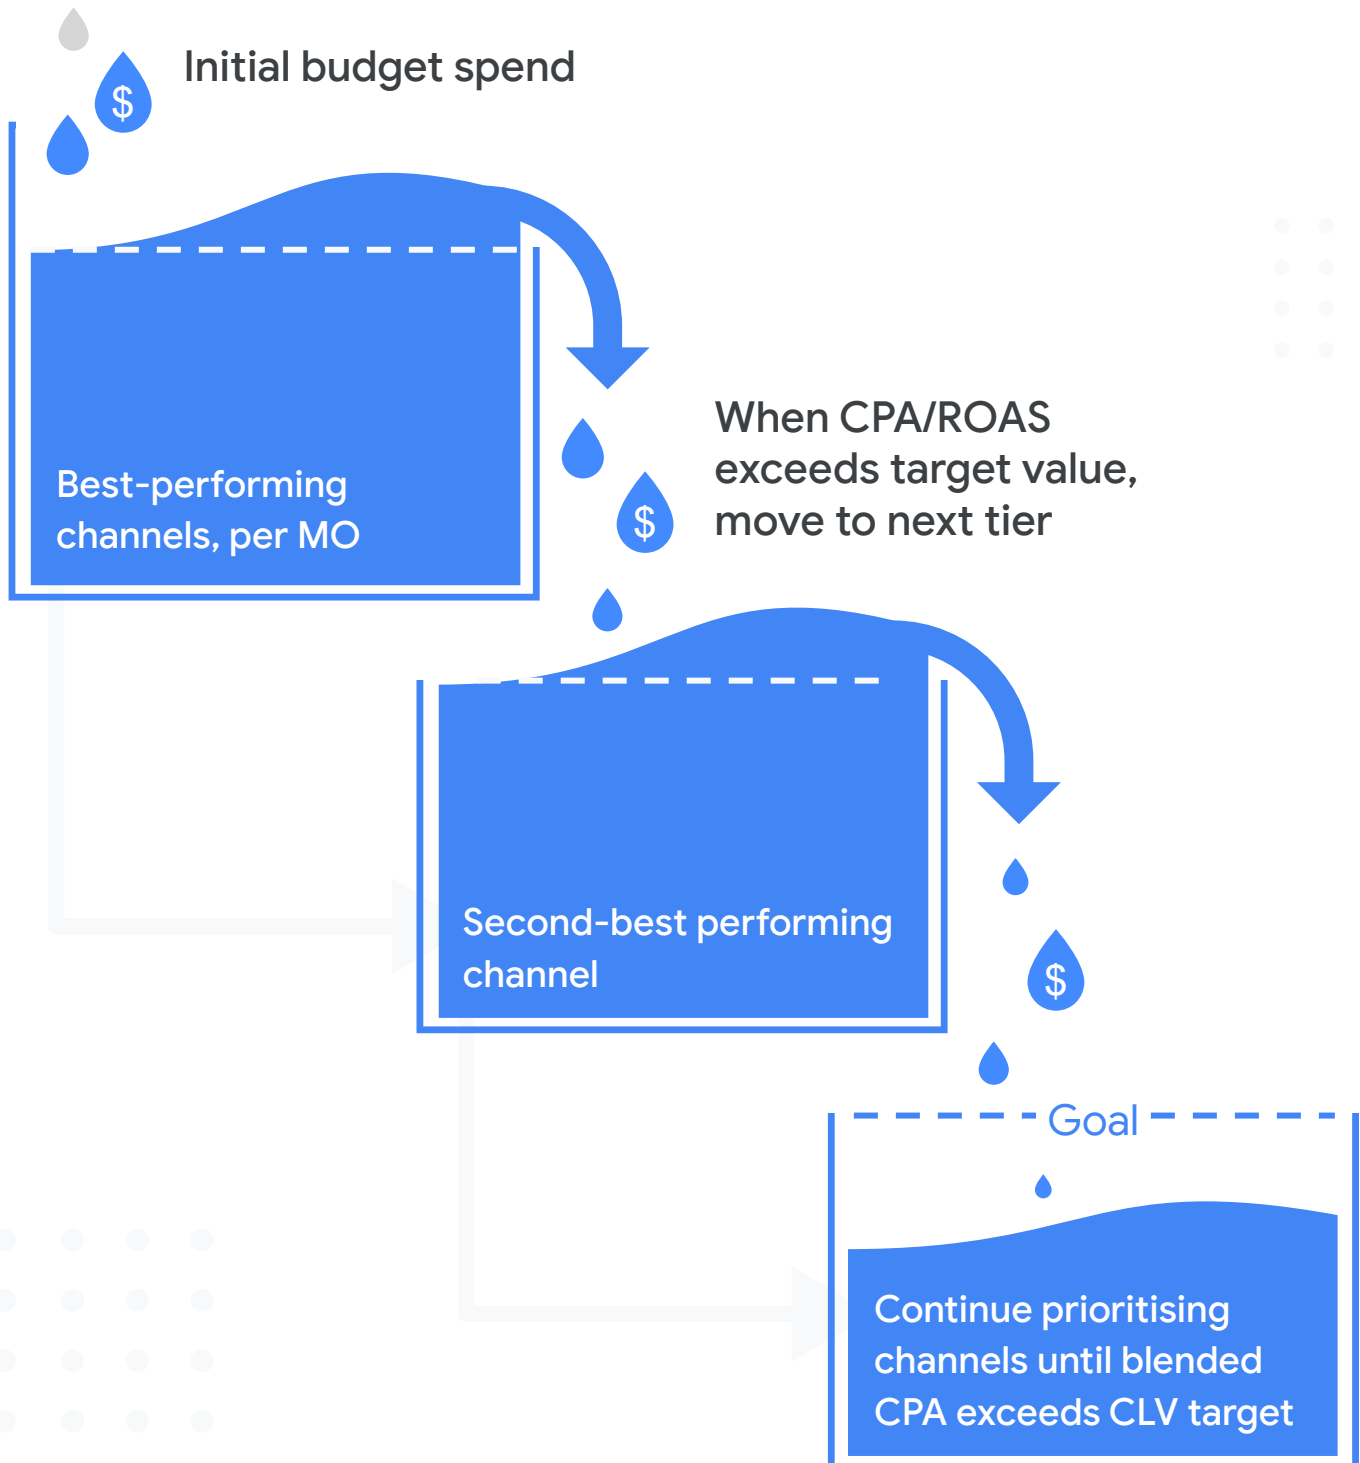 Initial budget spend
$
Best-performing
channels, per MO
When CPA/ROAS
exceeds target value,
move to next tier
$
Second-best performing
channel
$
Goal
Continue prioritising
channels until blended
CPA exceeds CLV target